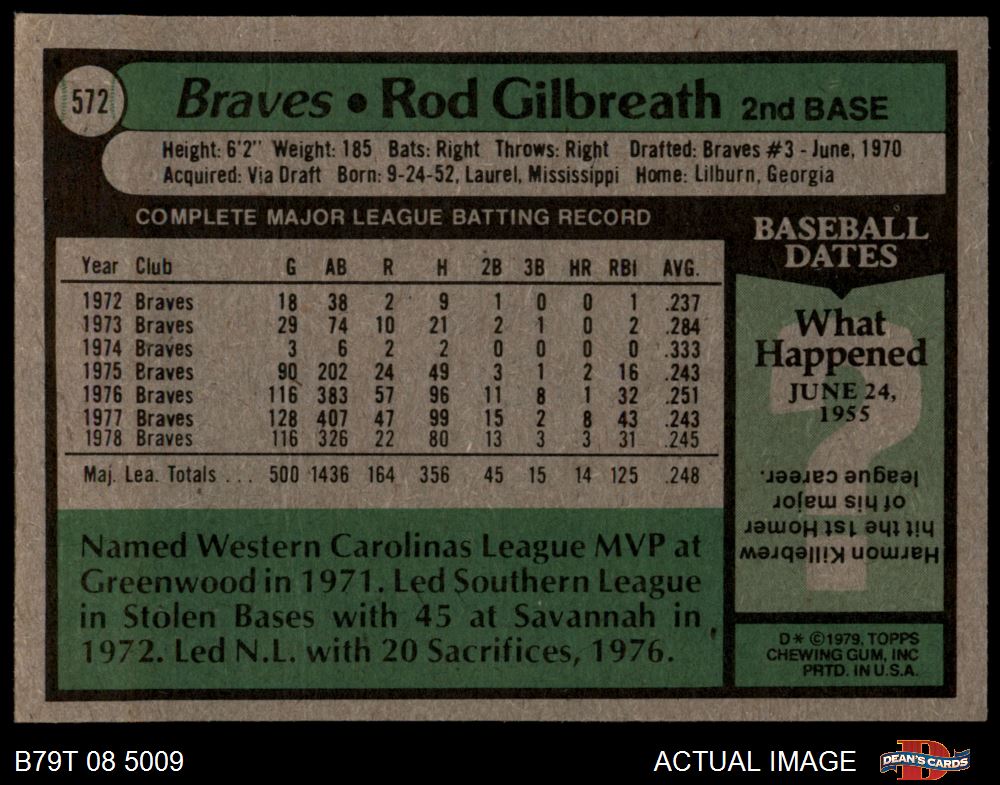 572
Braves • Rod Gilbreath 2nd BASE
Height: 6'2" Weight: 185 Bats: Right Throws: Right Drafted: Braves #3 - June, 1970
Acquired: Via Draft Born: 9-24-52, Laurel, Mississippi Home: Lilburn, Georgia
COMPLETE MAJOR LEAGUE BATTING RECORD
Year Club G AB R H 2B 3B HR RBI AVG.
1972 Braves 18 38 2 9 1 0 0 1 .237
1973 Braves 29 74 10 21 2 1 0 2 .284
1974 Braves 3 6 2 2 0 0 0 0 .333
1975 Braves 90 202 24 49 3 1 2 16 .243
1976 Braves 116 383 57 96 11 8 1 32 .251
1977 Braves 128 407 47 99 15 2 8 43 .243
1978 Braves 116 326 22 80 13 3 3 31 .245
Maj. Lea. Totals . . . 500 1436 164 356 45 15 14 125 .248
Named Western Carolinas League MVP at
Greenwood in 1971. Led Southern League
in Stolen Bases with 45 at Savannah in
1972. Led N.L. with 20 Sacrifices, 1976.
BASEBALL
DATES
What
Happened
JUNE 24,
1955
?
Harmon Killebrew
hit the 1st Homer
of his major
league career.
D* ©1979. TOPPS
CHEWING GUM, INC
PRTD. IN U.S.A.
B79T 08 5009
ACTUAL IMAGE
D
DEAN'S CARDS